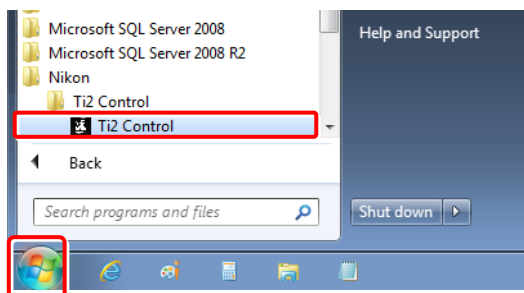 Microsoft SQL Server 2008
Microsoft SQL Server 2008 R2
Nikon
Ti2 Control
Ti2 Control
Back
Search programs and files
Help and Support
Shut down